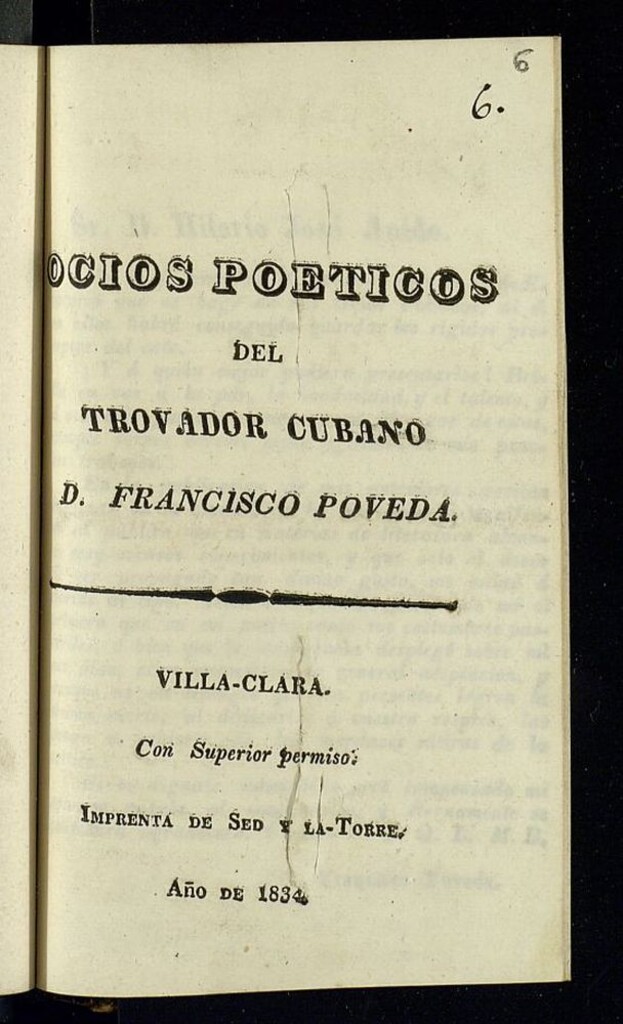 6
6.
OCIOS POETICOS
DEL
TROVADOR CUBANO
D. FRANCISCO POVEDA.
VILLA-CLARA.
Con Superior permiso:
IMPRENTA DE SED Y LA-TORRE.
Año DE 1834.